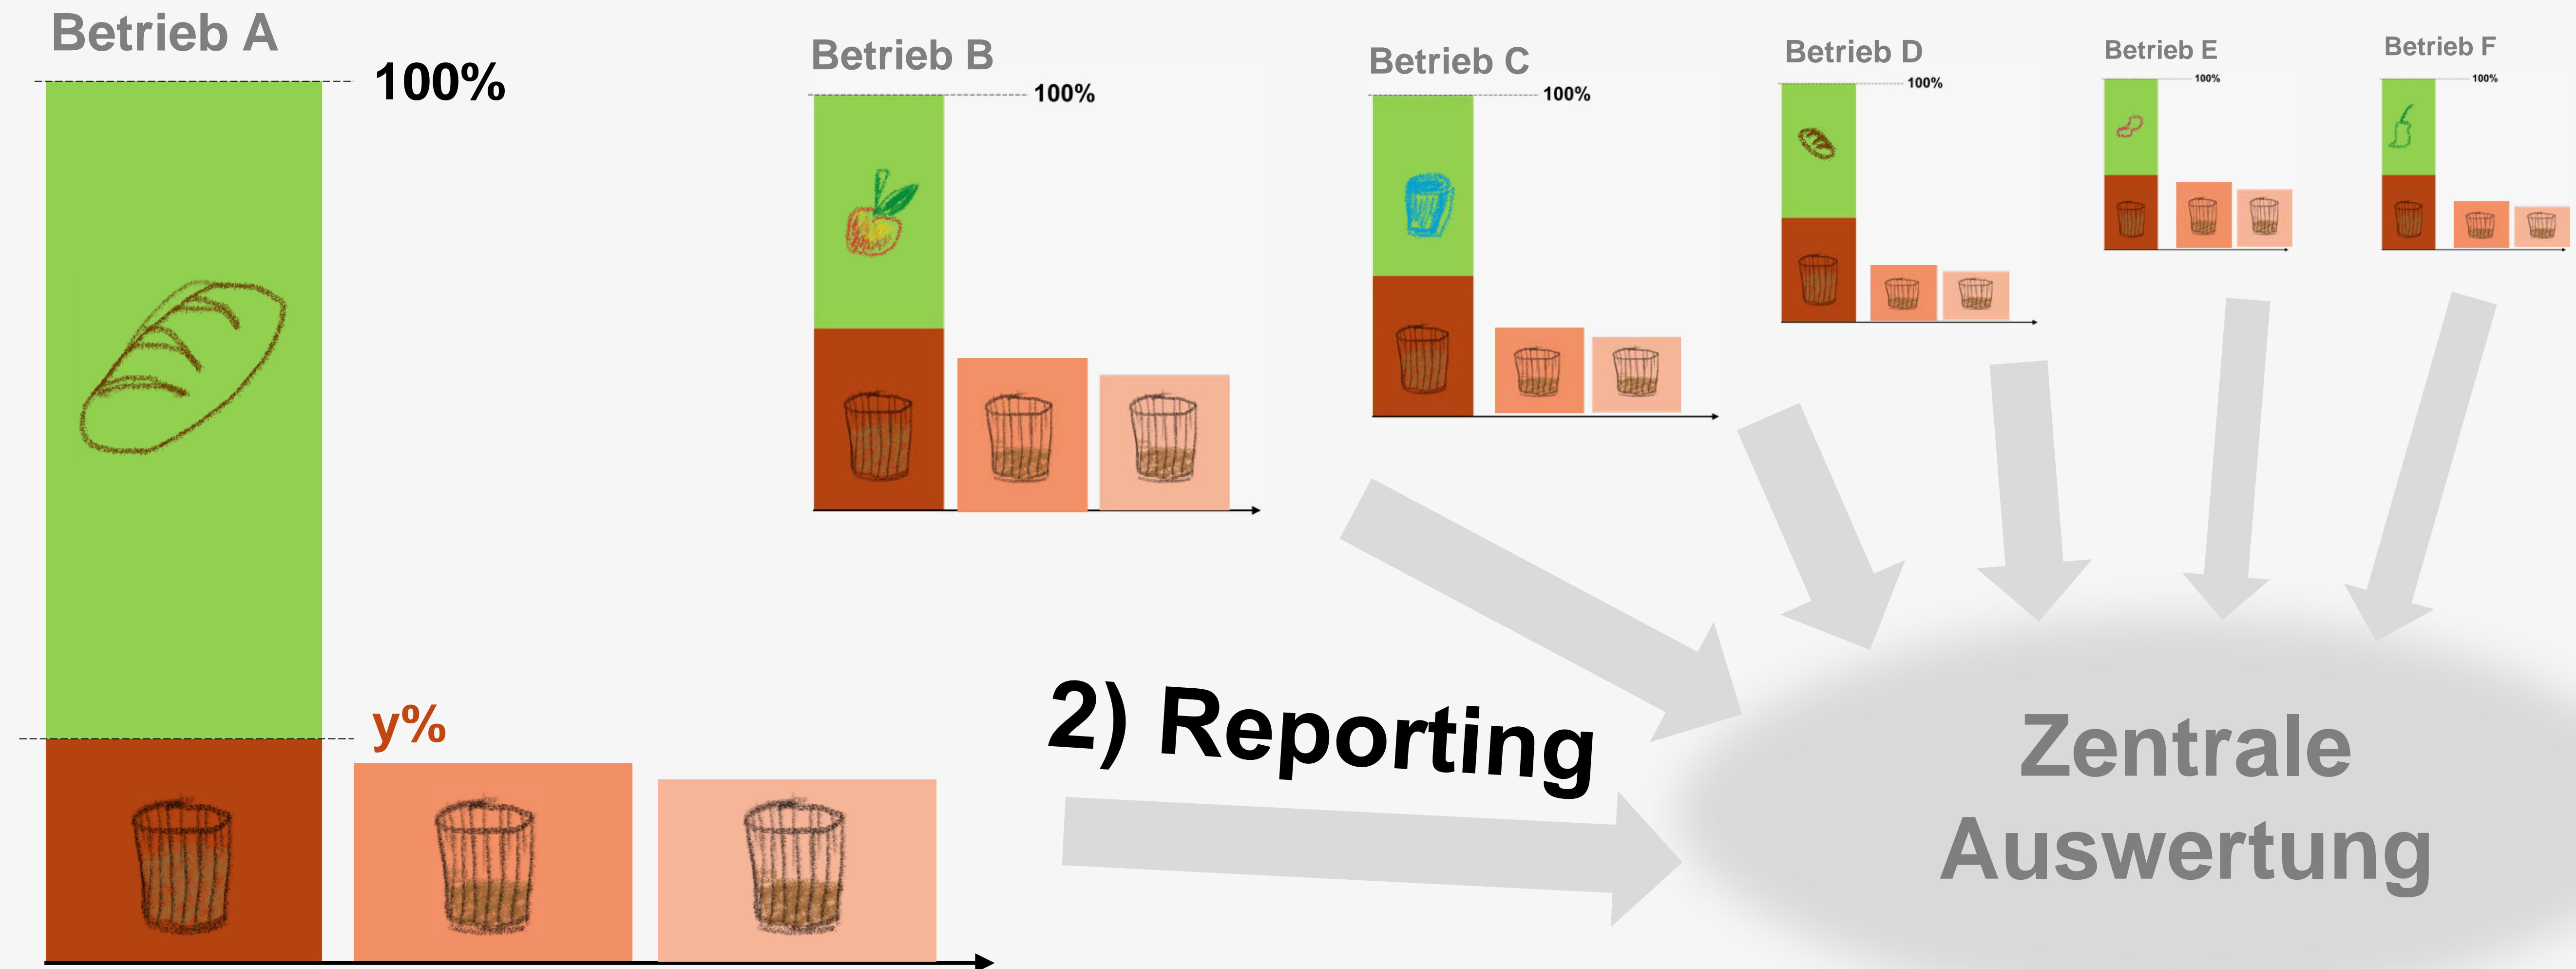 Betrieb A
100%
y%
Betrieb B
100%
Betrieb C
100%
Betrieb D
100%
Betrieb E
100%
Betrieb F
100%
2) Reporting
Zentrale
Auswertung